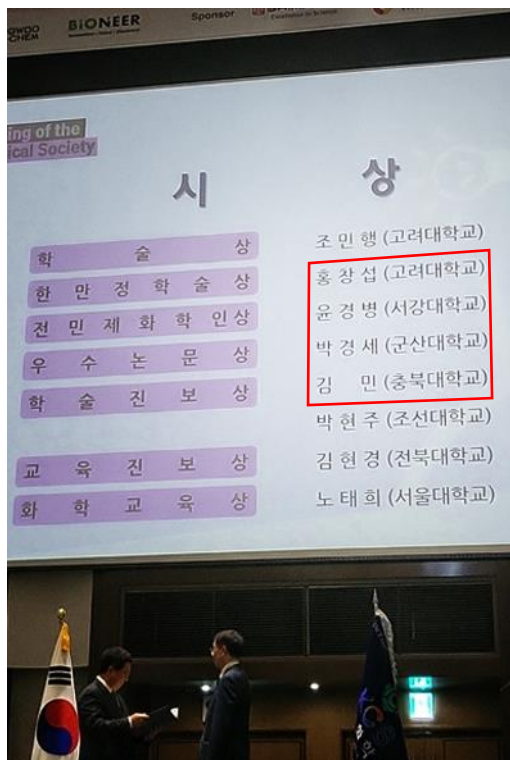 BiONEER
Sponsor
ing of the
ical Society
시 상
학 술 상 조 민 행 (고려대학교)
한 만 정 학 술 상 홍 창 섭 (고려대학교)
전 민 제 화 학 인 상 윤 경 병 (서강대학교)
우 수 논 문 상 박 경 세 (군산대학교)
학 술 진 보 상 김 민 (충북대학교)
박 현 주 (조선대학교)
교 육 진 보 상 김 현 경 (전북대학교)
화 학 교 육 상 노 태 희 (서울대학교)